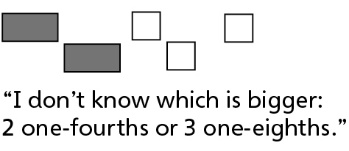 “I don’t know which is bigger:
2 one-fourths or 3 one-eighths.”